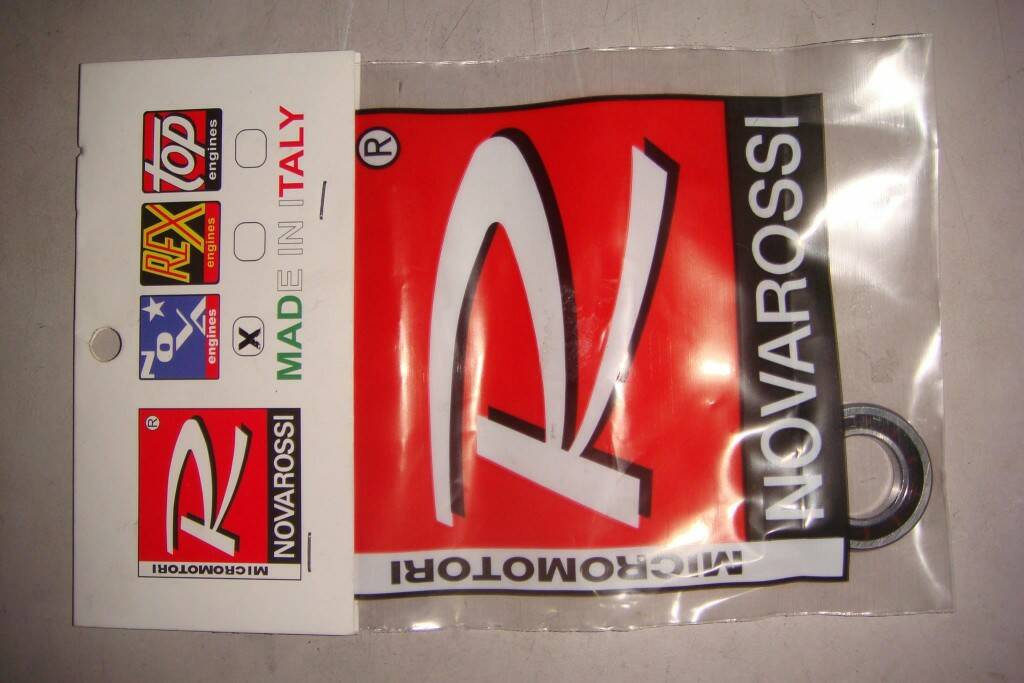 MICROMOTORI
NOVAROSSI
R
®
NOVA
engines
REX
engines
top
engines
X
MADE IN ITALY
MICROMOTORI
R
®
NOVAROSSI